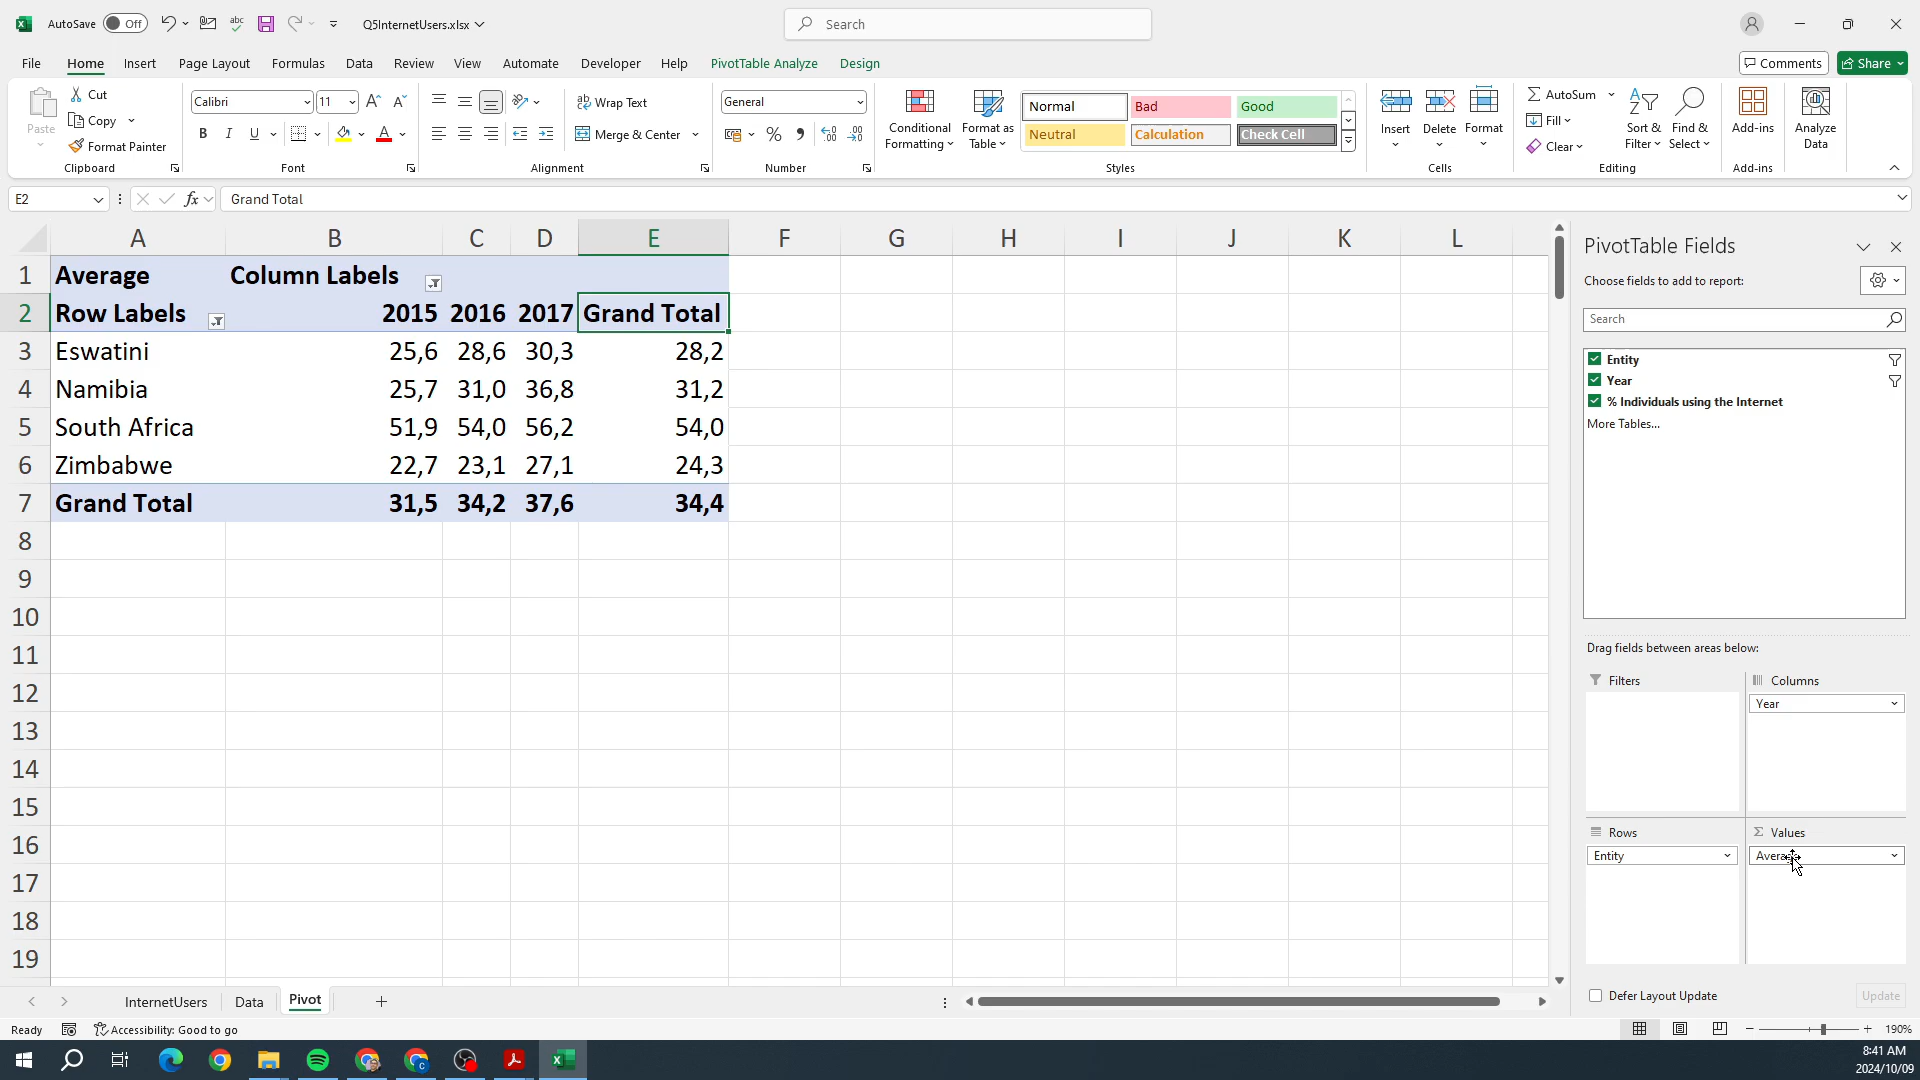 AutoSave Off abc Q5InternetUsers.xlsx Search
File Home Insert Page Layout Formulas Data Review View Automate Developer Help PivotTable Analyze Design Comments Share
Paste Cut Copy Format Painter
Calibri 11 B I U
Wrap Text Merge & Center
General %
Conditional Formatting Format as Table
Normal Bad Good
Neutral Calculation Check Cell
Insert Delete Format
AutoSum Fill Clear
Sort & Filter Find & Select
Add-ins
Analyze Data
Clipboard Font Alignment Number Styles Cells Editing Add-ins
E2 fx Grand Total
A B C D E F G H I J K L
1 Average Column Labels
2 Row Labels 2015 2016 2017 Grand Total
3 Eswatini 25,6 28,6 30,3 28,2
4 Namibia 25,7 31,0 36,8 31,2
5 South Africa 51,9 54,0 56,2 54,0
6 Zimbabwe 22,7 23,1 27,1 24,3
7 Grand Total 31,5 34,2 37,6 34,4
8
9
10
11
12
13
14
15
16
17
18
19
PivotTable Fields
Choose fields to add to report:
Search
Entity
Year
% Individuals using the Internet
More Tables...
Drag fields between areas below:
Filters Columns
Year
Rows Values
Entity Average
Defer Layout Update Update
InternetUsers Data Pivot
Ready Accessibility: Good to go 190%
8:41 AM
2024/10/09